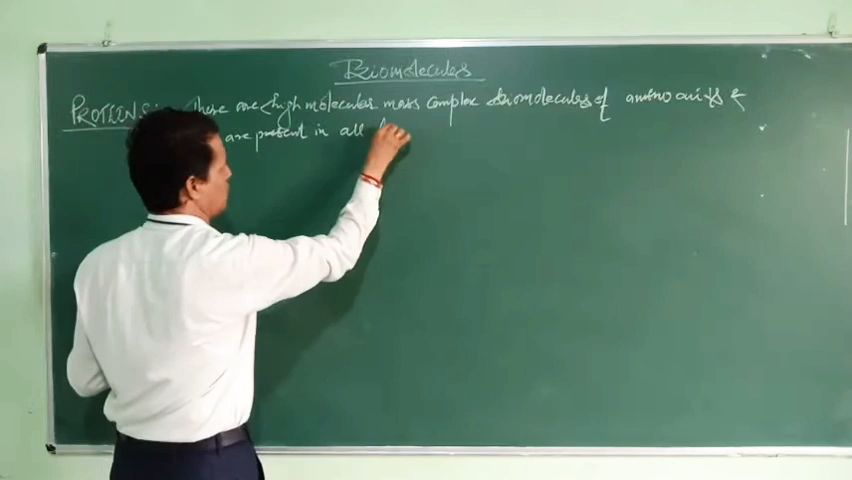 Biomolecules
PROTEINS:- These are high molecular mass complex biomolecules of amino acids &
are present in all